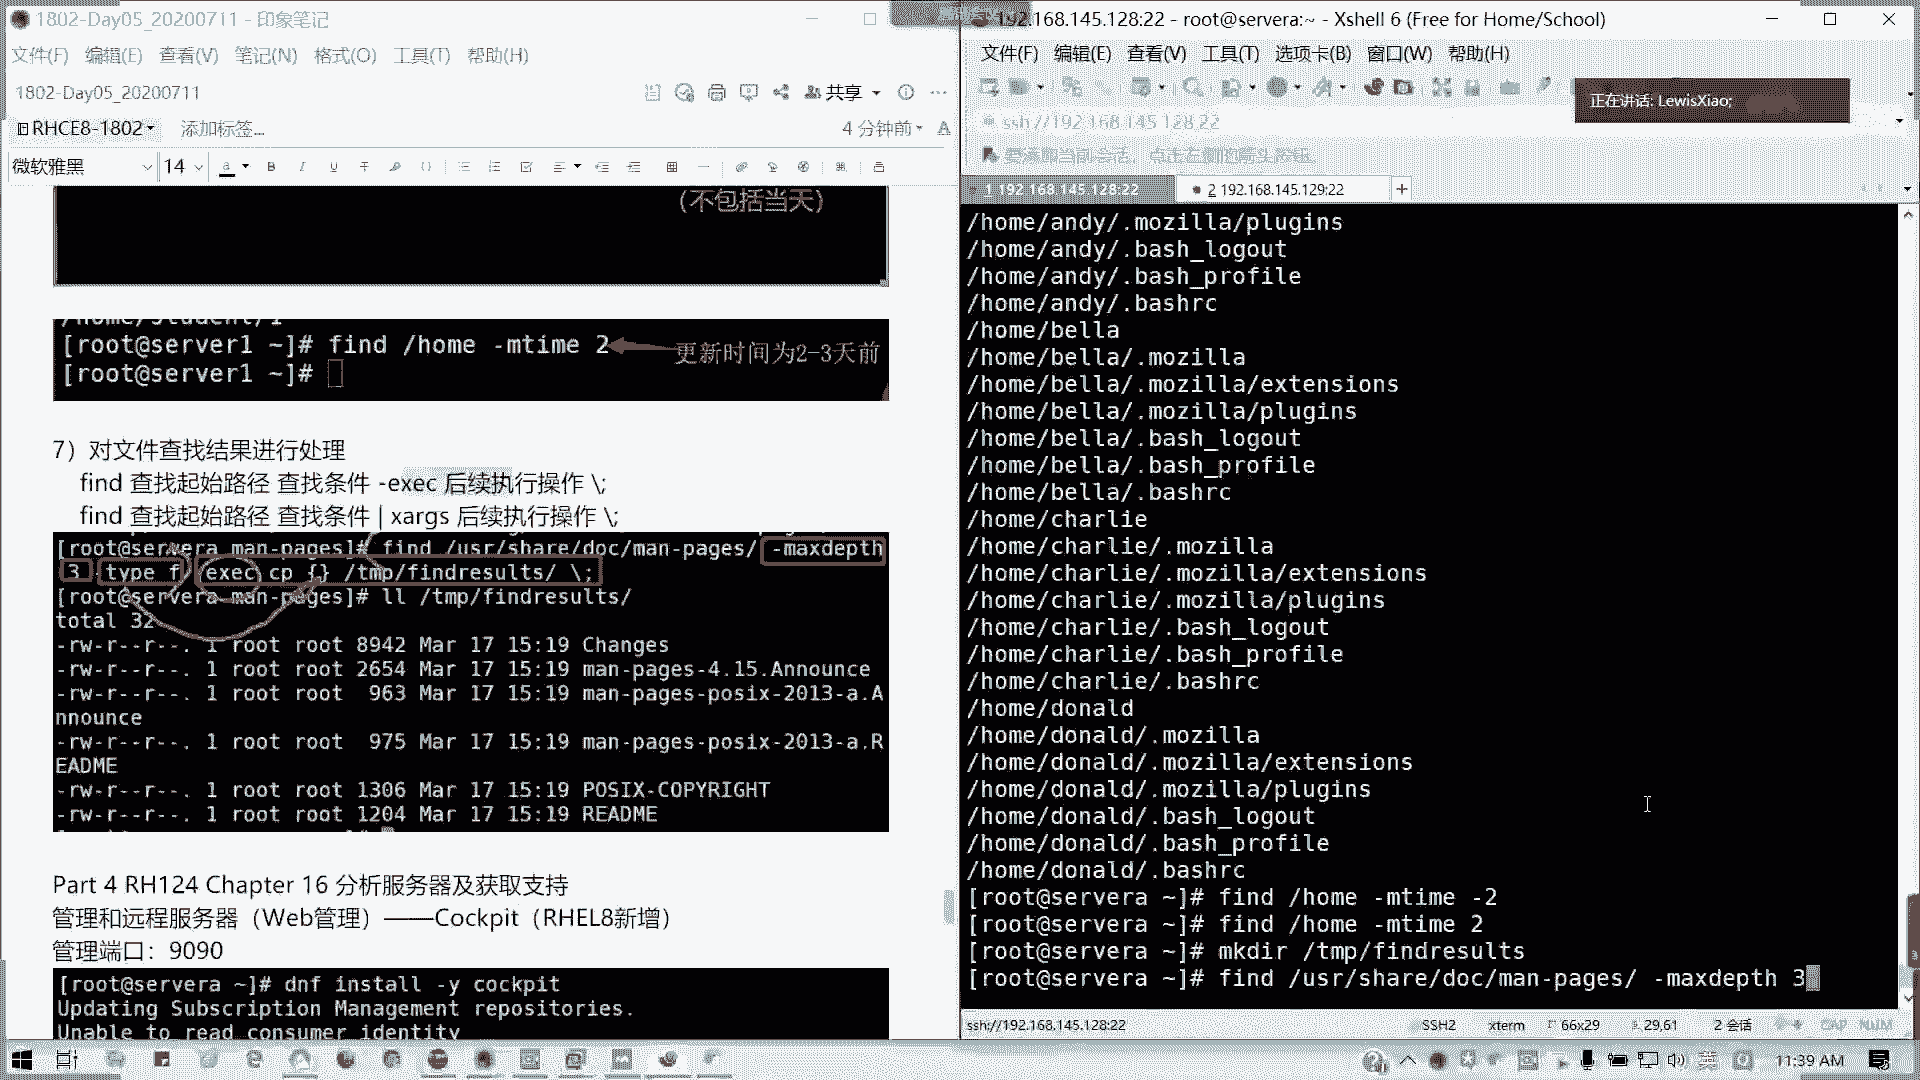 1802-Day05_20200711 - 印象笔记
文件(F) 编辑(E) 查看(V) 笔记(N) 格式(O) 工具(T) 帮助(H)
1802-Day05_20200711
共享
RHCE8-1802
添加标签...
4 分钟前
微软雅黑 14
(不包括当天)
[root@server1 ~]# find /home -mtime 2
更新时间为2-3天前
[root@server1 ~]#
7）对文件查找结果进行处理
find 查找起始路径 查找条件 -exec 后续执行操作 \;
find 查找起始路径 查找条件 | xargs 后续执行操作 \;
[root@servera man-pages]# find /usr/share/doc/man-pages/ -maxdepth
3 type f exec cp {} /tmp/findresults/ \;
[root@servera man-pages]# ll /tmp/findresults/
total 32
-rw-r--r--. 1 root root 8942 Mar 17 15:19 Changes
-rw-r--r--. 1 root root 2654 Mar 17 15:19 man-pages-4.15.Announce
-rw-r--r--. 1 root root 963 Mar 17 15:19 man-pages-posix-2013-a.A
nnounce
-rw-r--r--. 1 root root 975 Mar 17 15:19 man-pages-posix-2013-a.R
EADME
-rw-r--r--. 1 root root 1306 Mar 17 15:19 POSIX-COPYRIGHT
-rw-r--r--. 1 root root 1204 Mar 17 15:19 README
Part 4 RH124 Chapter 16 分析服务器及获取支持
管理和远程服务器（Web管理）——Cockpit（RHEL8新增）
管理端口：9090
[root@servera ~]# dnf install -y cockpit
Updating Subscription Management repositories.
Unable to read consumer identity
192.168.145.128:22 - root@servera:~ - Xshell 6 (Free for Home/School)
文件(F) 编辑(E) 查看(V) 工具(T) 选项卡(B) 窗口(W) 帮助(H)
正在讲话: LewisXiao;
ssh://192.168.145.128:22
要添加当前会话，点击左侧的箭头按钮。
1 192.168.145.128:22
2 192.168.145.129:22
/home/andy/.mozilla/plugins
/home/andy/.bash_logout
/home/andy/.bash_profile
/home/andy/.bashrc
/home/bella
/home/bella/.mozilla
/home/bella/.mozilla/extensions
/home/bella/.mozilla/plugins
/home/bella/.bash_logout
/home/bella/.bash_profile
/home/bella/.bashrc
/home/charlie
/home/charlie/.mozilla
/home/charlie/.mozilla/extensions
/home/charlie/.mozilla/plugins
/home/charlie/.bash_logout
/home/charlie/.bash_profile
/home/charlie/.bashrc
/home/donald
/home/donald/.mozilla
/home/donald/.mozilla/extensions
/home/donald/.mozilla/plugins
/home/donald/.bash_logout
/home/donald/.bash_profile
/home/donald/.bashrc
[root@servera ~]# find /home -mtime -2
[root@servera ~]# find /home -mtime 2
[root@servera ~]# mkdir /tmp/findresults
[root@servera ~]# find /usr/share/doc/man-pages/ -maxdepth 3
ssh://192.168.145.128:22 SSH2 xterm 66x29 29,61 2 会话 CAP NUM
英
11:39 AM